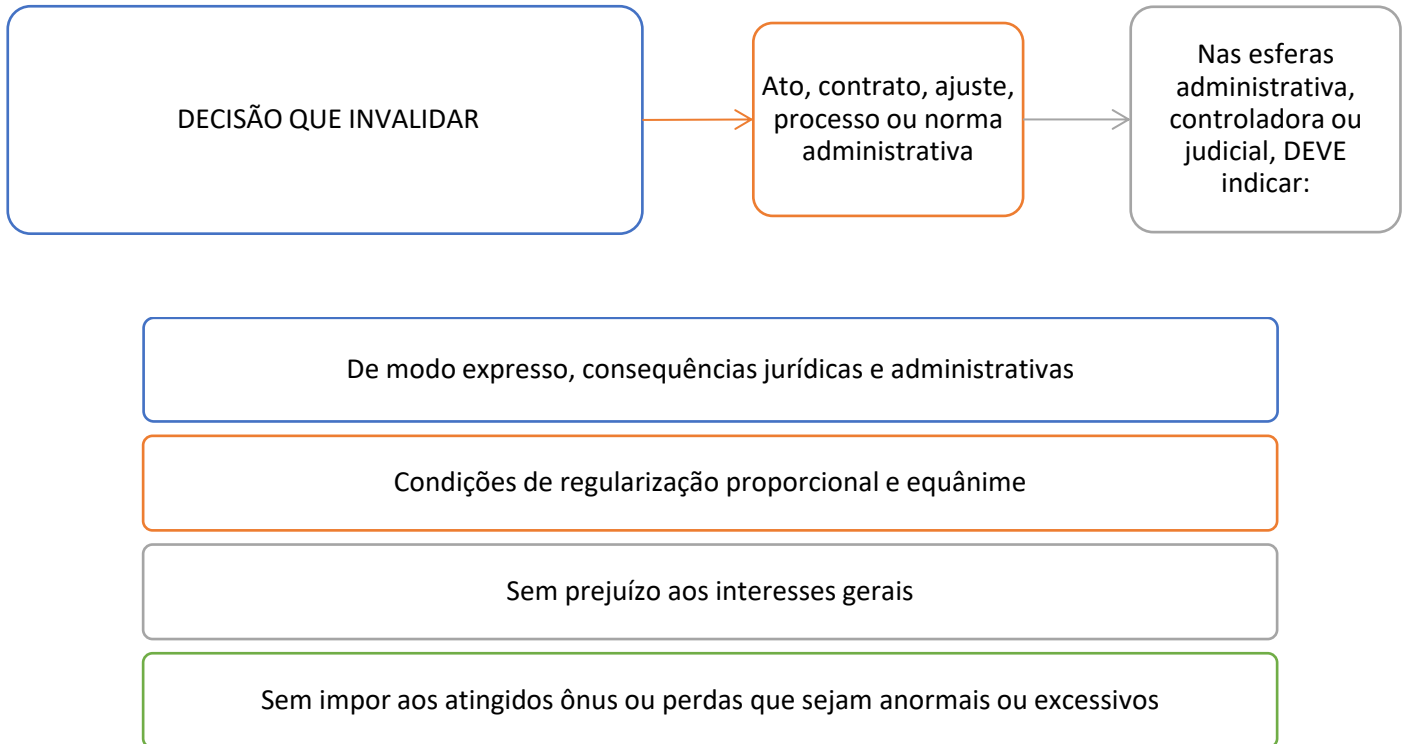 DECISÃO QUE INVALIDAR
Ato, contrato, ajuste,
processo ou norma
administrativa
Nas esferas
administrativa,
controladora ou
judicial, DEVE
indicar:
De modo expresso, consequências jurídicas e administrativas
Condições de regularização proporcional e equânime
Sem prejuízo aos interesses gerais
Sem impor aos atingidos ônus ou perdas que sejam anormais ou excessivos